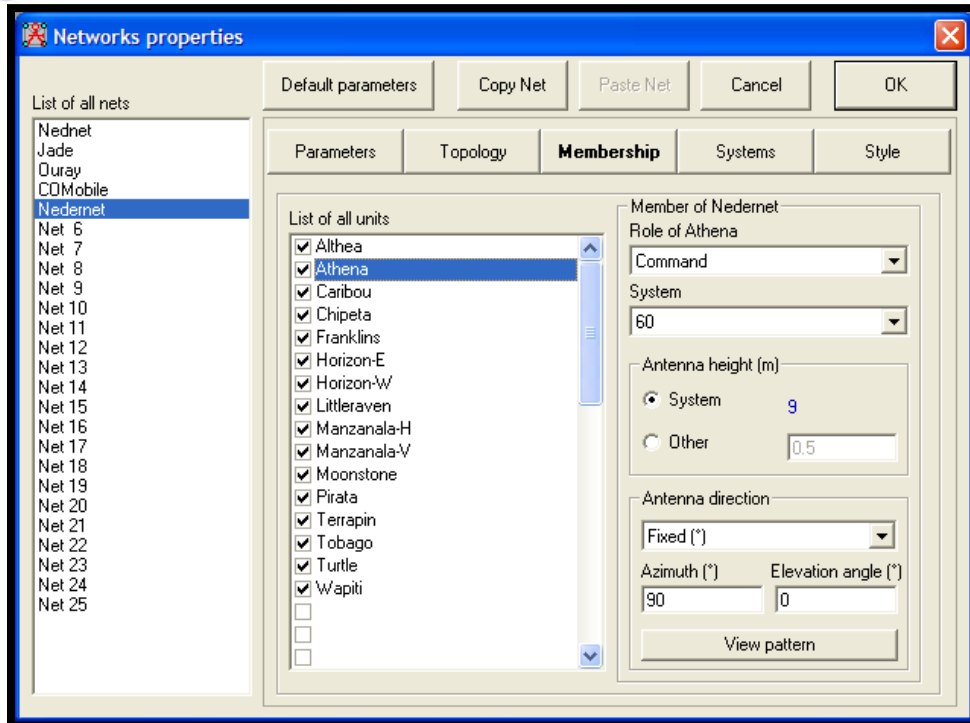 Networks properties
Default parameters
Copy Net
Paste Net
Cancel
OK
List of all nets
Nednet
Jade
Ouray
COMobile
Nedernet
Net 6
Net 7
Net 8
Net 9
Net 10
Net 11
Net 12
Net 13
Net 14
Net 15
Net 16
Net 17
Net 18
Net 19
Net 20
Net 21
Net 22
Net 23
Net 24
Net 25
Parameters
Topology
Membership
Systems
Style
List of all units
Althea
Athena
Caribou
Chipeta
Franklins
Horizon-E
Horizon-W
Littleraven
Manzanala-H
Manzanala-V
Moonstone
Pirata
Terrapin
Tobago
Turtle
Wapiti
Member of Nedernet
Role of Athena
Command
System
60
Antenna height (m)
System 9
Other 0.5
Antenna direction
Fixed (°)
Azimuth (°) Elevation angle (°)
90 0
View pattern